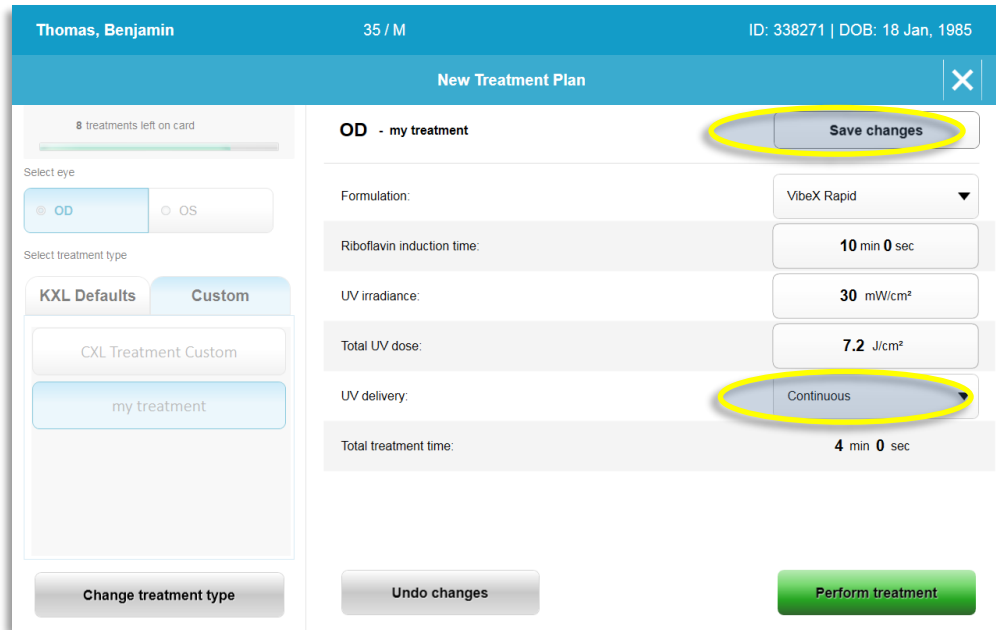 Thomas, Benjamin 35 / M ID: 338271 | DOB: 18 Jan, 1985
New Treatment Plan
8 treatments left on card
Select eye
OD OS
Select treatment type
KXL Defaults Custom
CXL Treatment Custom
my treatment
Change treatment type
OD - my treatment Save changes
Formulation: VibeX Rapid
Riboflavin induction time: 10 min 0 sec
UV irradiance: 30 mW/cm²
Total UV dose: 7.2 J/cm²
UV delivery: Continuous
Total treatment time: 4 min 0 sec
Undo changes Perform treatment